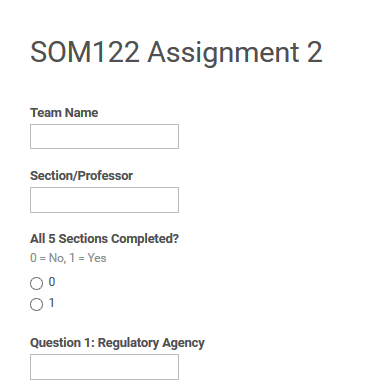 SOM122 Assignment 2
Team Name
Section/Professor
All 5 Sections Completed?
0 = No, 1 = Yes
0
1
Question 1: Regulatory Agency